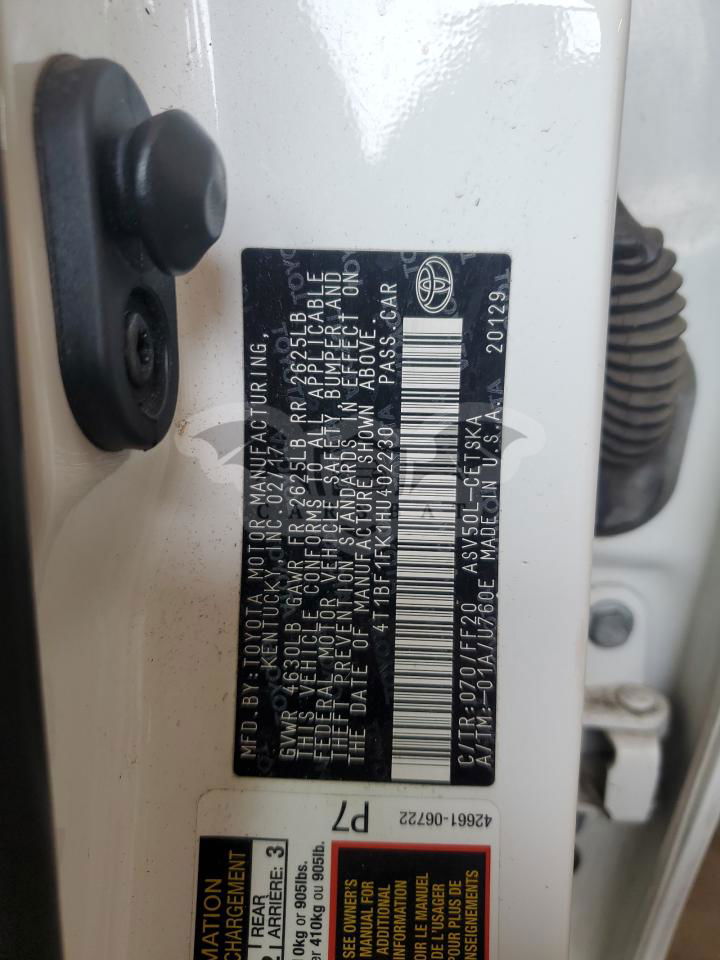 MFD.BY:TOYOTA MOTOR MANUFACTURING,
KENTUCKY, INC. 02/17
GVWR 4630LB GAWR FR 2625LB RR 2625LB
THIS VEHICLE CONFORMS TO ALL APPLICABLE
FEDERAL MOTOR VEHICLE SAFETY, BUMPER AND
THEFT PREVENTION STANDARDS IN EFFECT ON
THE DATE OF MANUFACTURE SHOWN ABOVE.
4T1BF1FK1HU402230 PASS.CAR
C/TR:070/FF20 ASV50L-CETSKA
A/TM:-01A/U760E MADE IN U.S.A. 20129
P7
42661-06722
MATION
CHARGEMENT
REAR
ARRIÈRE: 3
0kg or 905lbs.
410kg ou 905lb.
SEE OWNER'S
MANUAL FOR
ADDITIONAL
INFORMATION
OIR LE MANUEL
DE L'USAGER
POUR PLUS DE
NSEIGNEMENTS